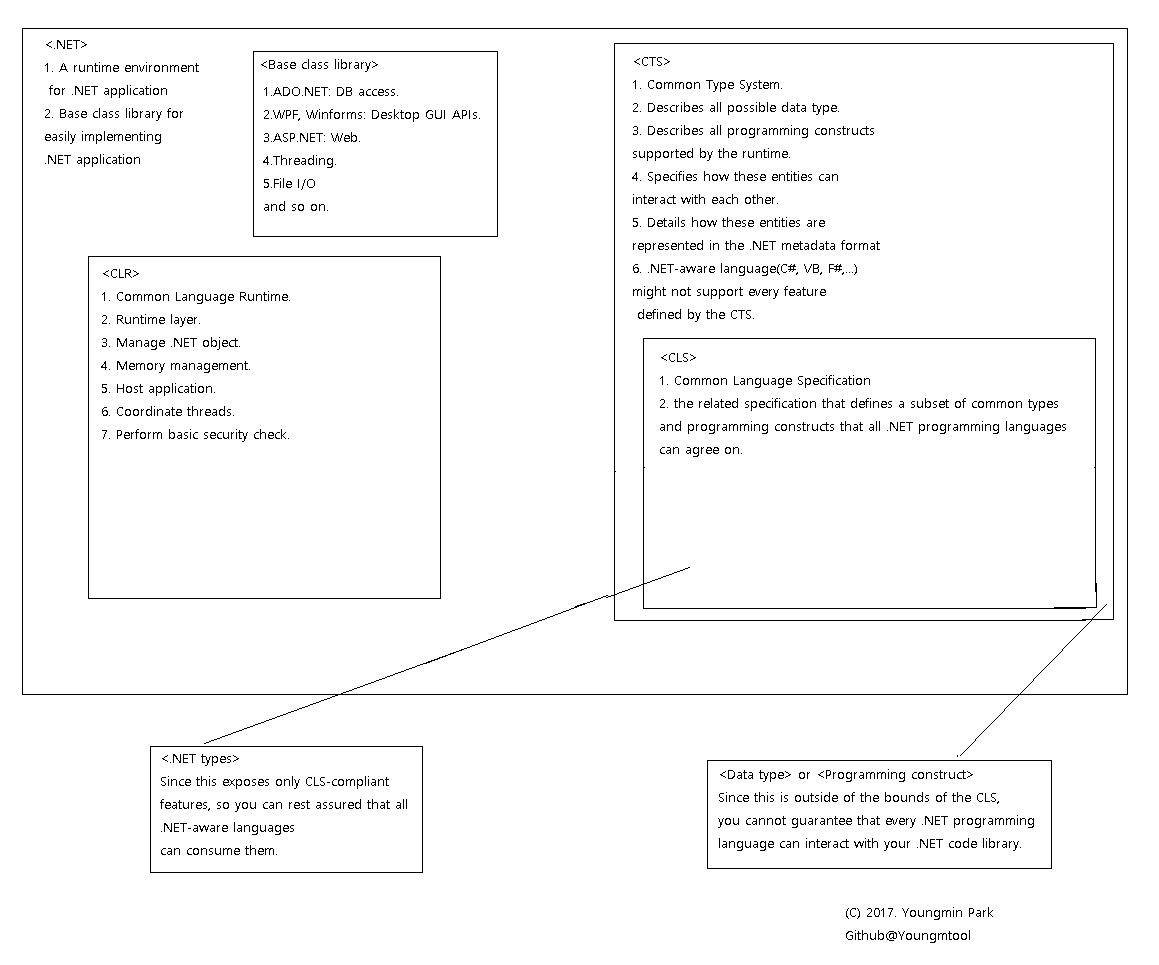 <.NET>
1. A runtime environment
for .NET application
2. Base class library for
easily implementing
.NET application
<Base class library>
1.ADO.NET: DB access.
2.WPF, Winforms: Desktop GUI APIs.
3.ASP.NET: Web.
4.Threading.
5.File I/O
and so on.
<CLR>
1. Common Language Runtime.
2. Runtime layer.
3. Manage .NET object.
4. Memory management.
5. Host application.
6. Coordinate threads.
7. Perform basic security check.
<CTS>
1. Common Type System.
2. Describes all possible data type.
3. Describes all programming constructs
supported by the runtime.
4. Specifies how these entities can
interact with each other.
5. Details how these entities are
represented in the .NET metadata format
6. .NET-aware language(C#, VB, F#,...)
might not support every feature
defined by the CTS.
<CLS>
1. Common Language Specification
2. the related specification that defines a subset of common types
and programming constructs that all .NET programming languages
can agree on.
<.NET types>
Since this exposes only CLS-compliant
features, so you can rest assured that all
.NET-aware languages
can consume them.
<Data type> or <Programming construct>
Since this is outside of the bounds of the CLS,
you cannot guarantee that every .NET programming
language can interact with your .NET code library.
(C) 2017. Youngmin Park
Github@Youngmtool